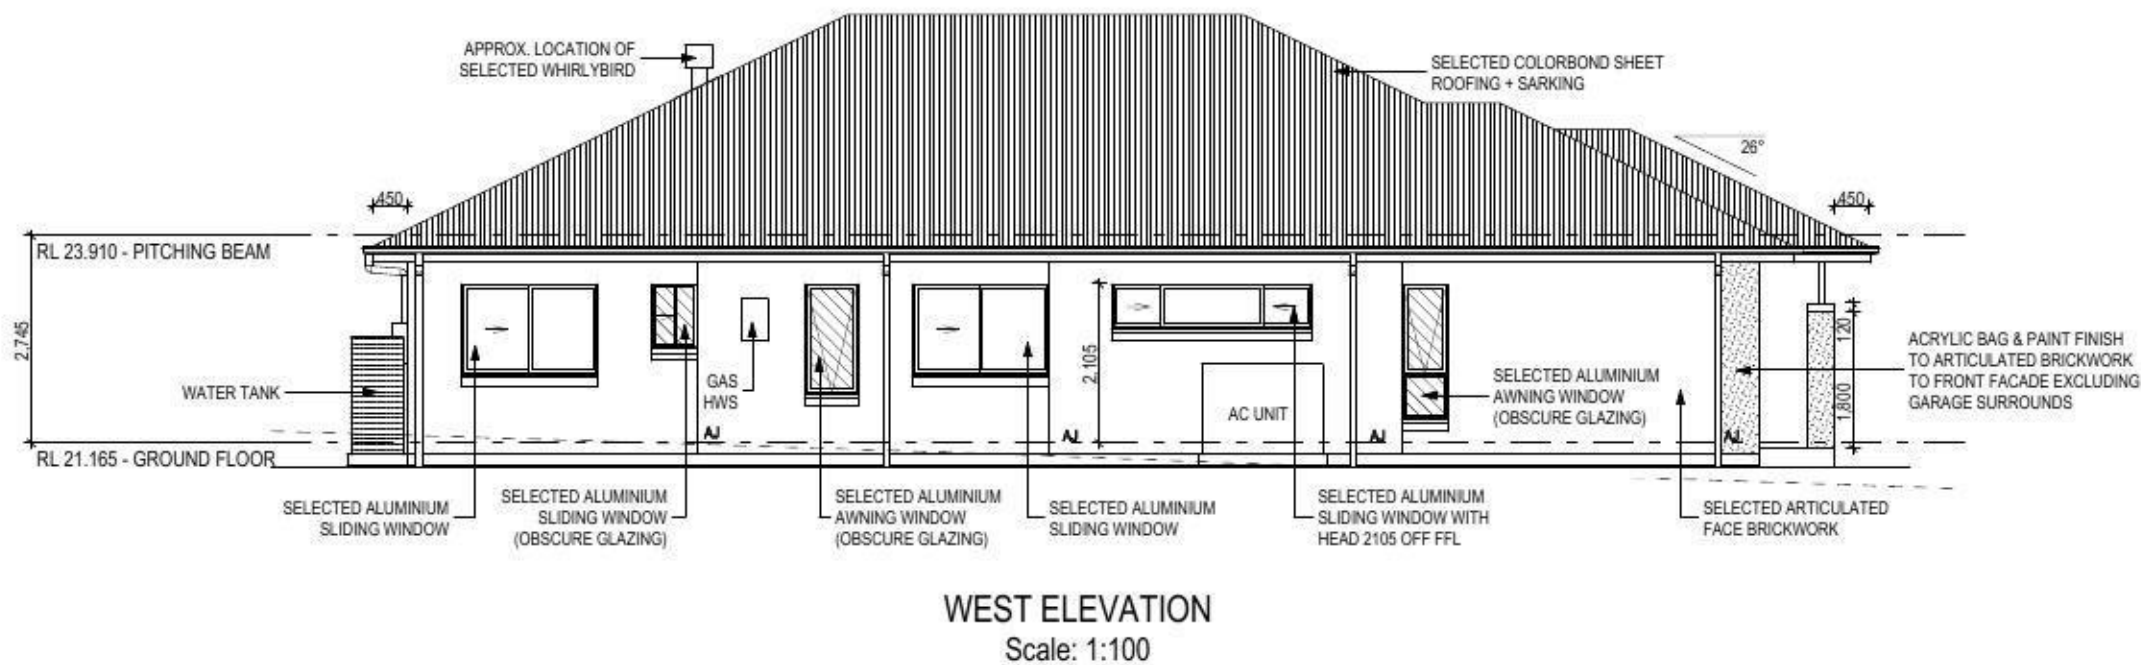 APPROX. LOCATION OF
SELECTED WHIRLYBIRD
SELECTED COLORBOND SHEET
ROOFING + SARKING
26°
450
450
RL 23.910 - PITCHING BEAM
2,745
2,105
120
1,800
WATER TANK
GAS
HWS
AC UNIT
SELECTED ALUMINIUM
AWNING WINDOW
(OBSCURE GLAZING)
ACRYLIC BAG & PAINT FINISH
TO ARTICULATED BRICKWORK
TO FRONT FACADE EXCLUDING
GARAGE SURROUNDS
AJ
AJ
AJ
AJ
RL 21.165 - GROUND FLOOR
SELECTED ALUMINIUM
SLIDING WINDOW
SELECTED ALUMINIUM
SLIDING WINDOW
(OBSCURE GLAZING)
SELECTED ALUMINIUM
AWNING WINDOW
(OBSCURE GLAZING)
SELECTED ALUMINIUM
SLIDING WINDOW
SELECTED ALUMINIUM
SLIDING WINDOW WITH
HEAD 2105 OFF FFL
SELECTED ARTICULATED
FACE BRICKWORK
WEST ELEVATION
Scale: 1:100